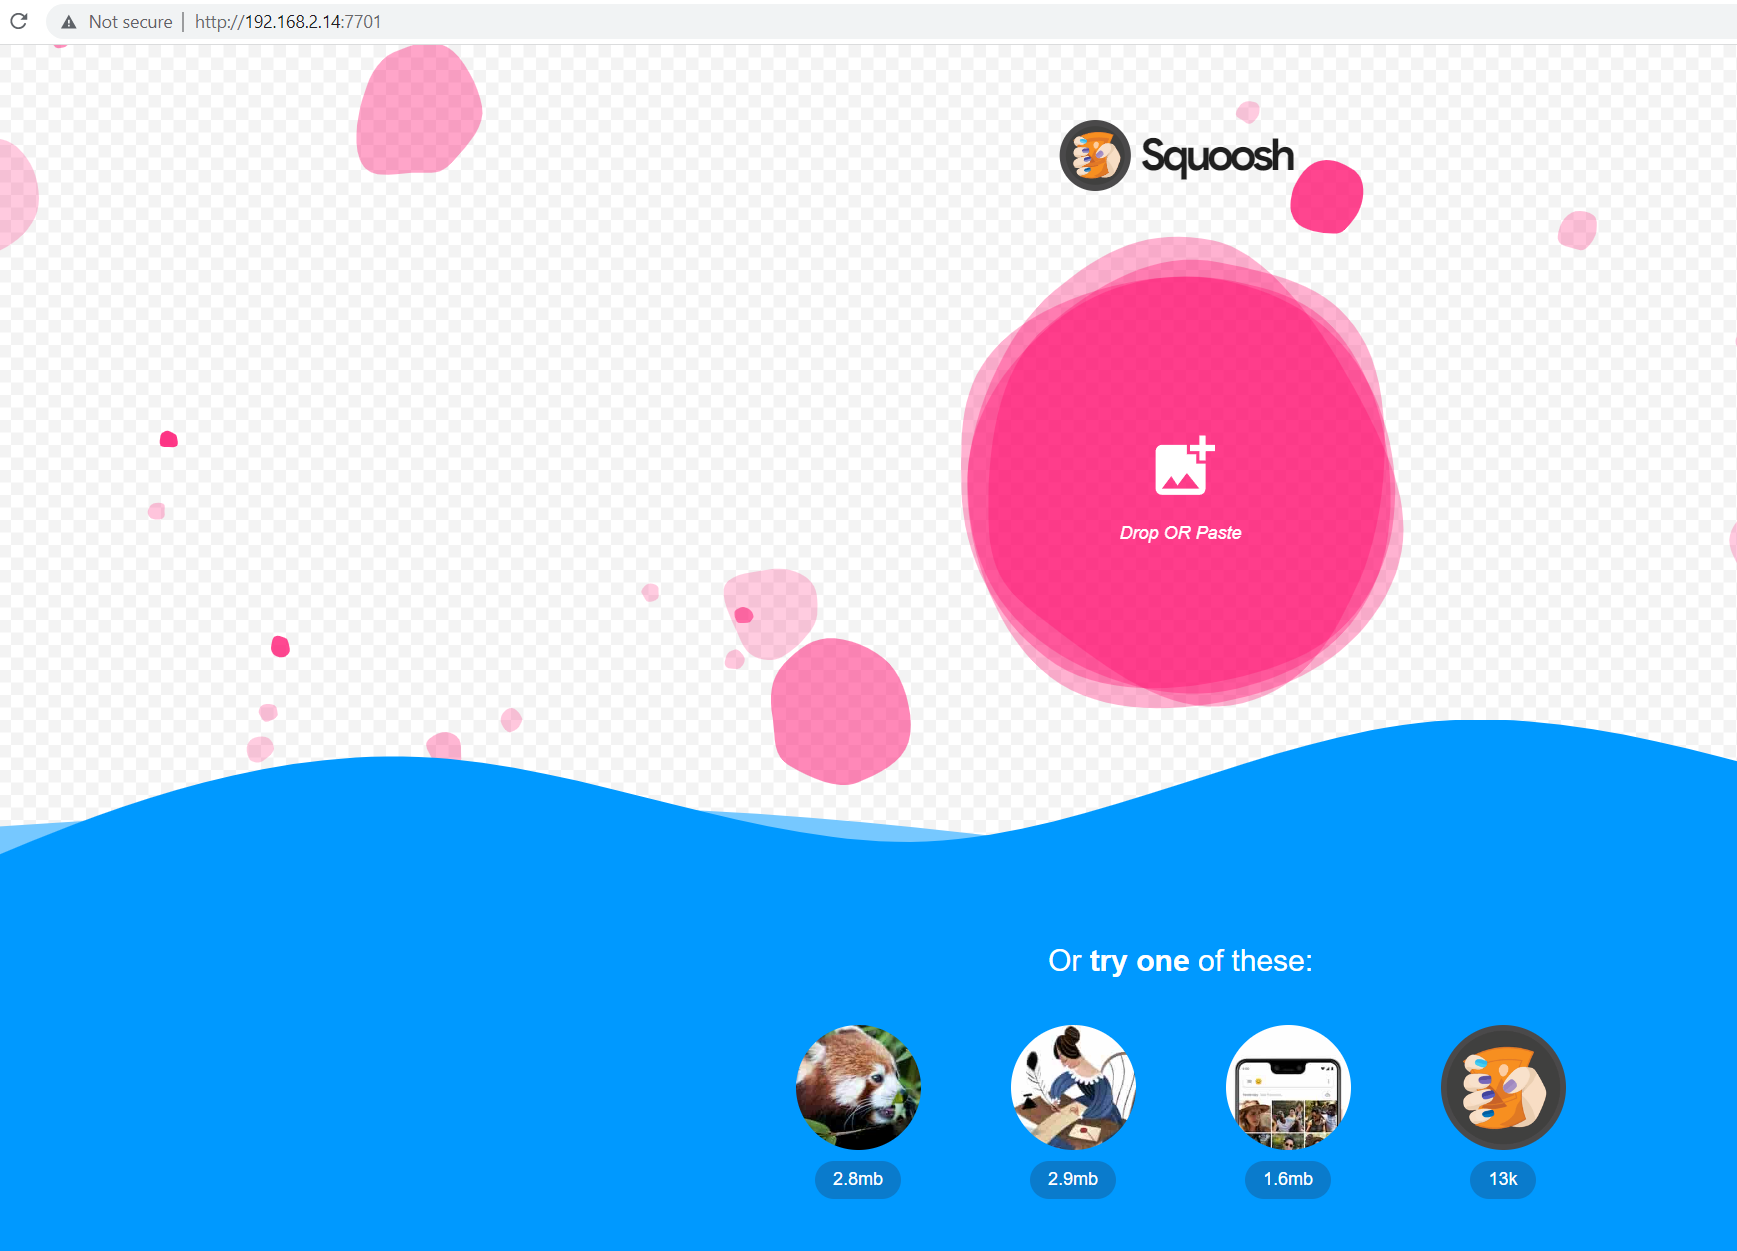 Not secure | http://192.168.2.14:7701
Squoosh
Drop OR Paste
Or try one of these:
2.8mb
2.9mb
1.6mb
13k